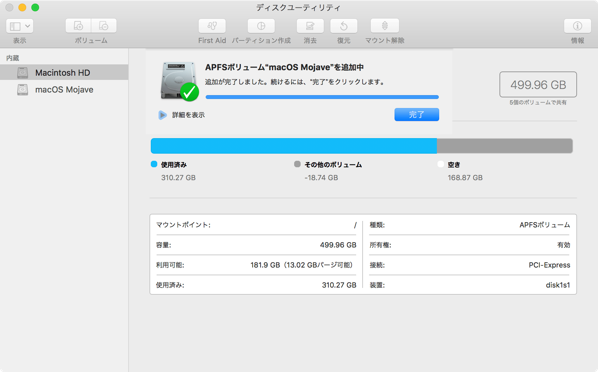 ディスクユーティリティ
表示
ボリューム
First Aid
パーティション作成
消去
復元
マウント解除
情報
内蔵
Macintosh HD
macOS Mojave
APFSボリューム"macOS Mojave"を追加中
追加が完了しました。続けるには、"完了"をクリックします。
詳細を表示
完了
499.96 GB
5個のボリュームで共有
使用済み
310.27 GB
その他のボリューム
-18.74 GB
空き
168.87 GB
マウントポイント: /
容量: 499.96 GB
利用可能: 181.9 GB（13.02 GBパージ可能）
使用済み: 310.27 GB
種類: APFSボリューム
所有権: 有効
接続: PCI-Express
装置: disk1s1